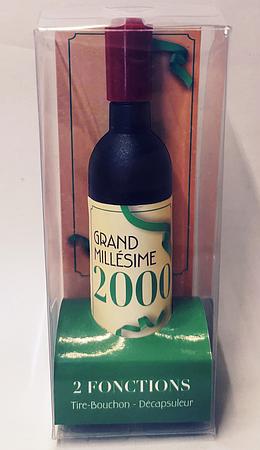 GRAND
MILLÉSIME
2000
2 FONCTIONS
Tire-Bouchon - Décapsuleur